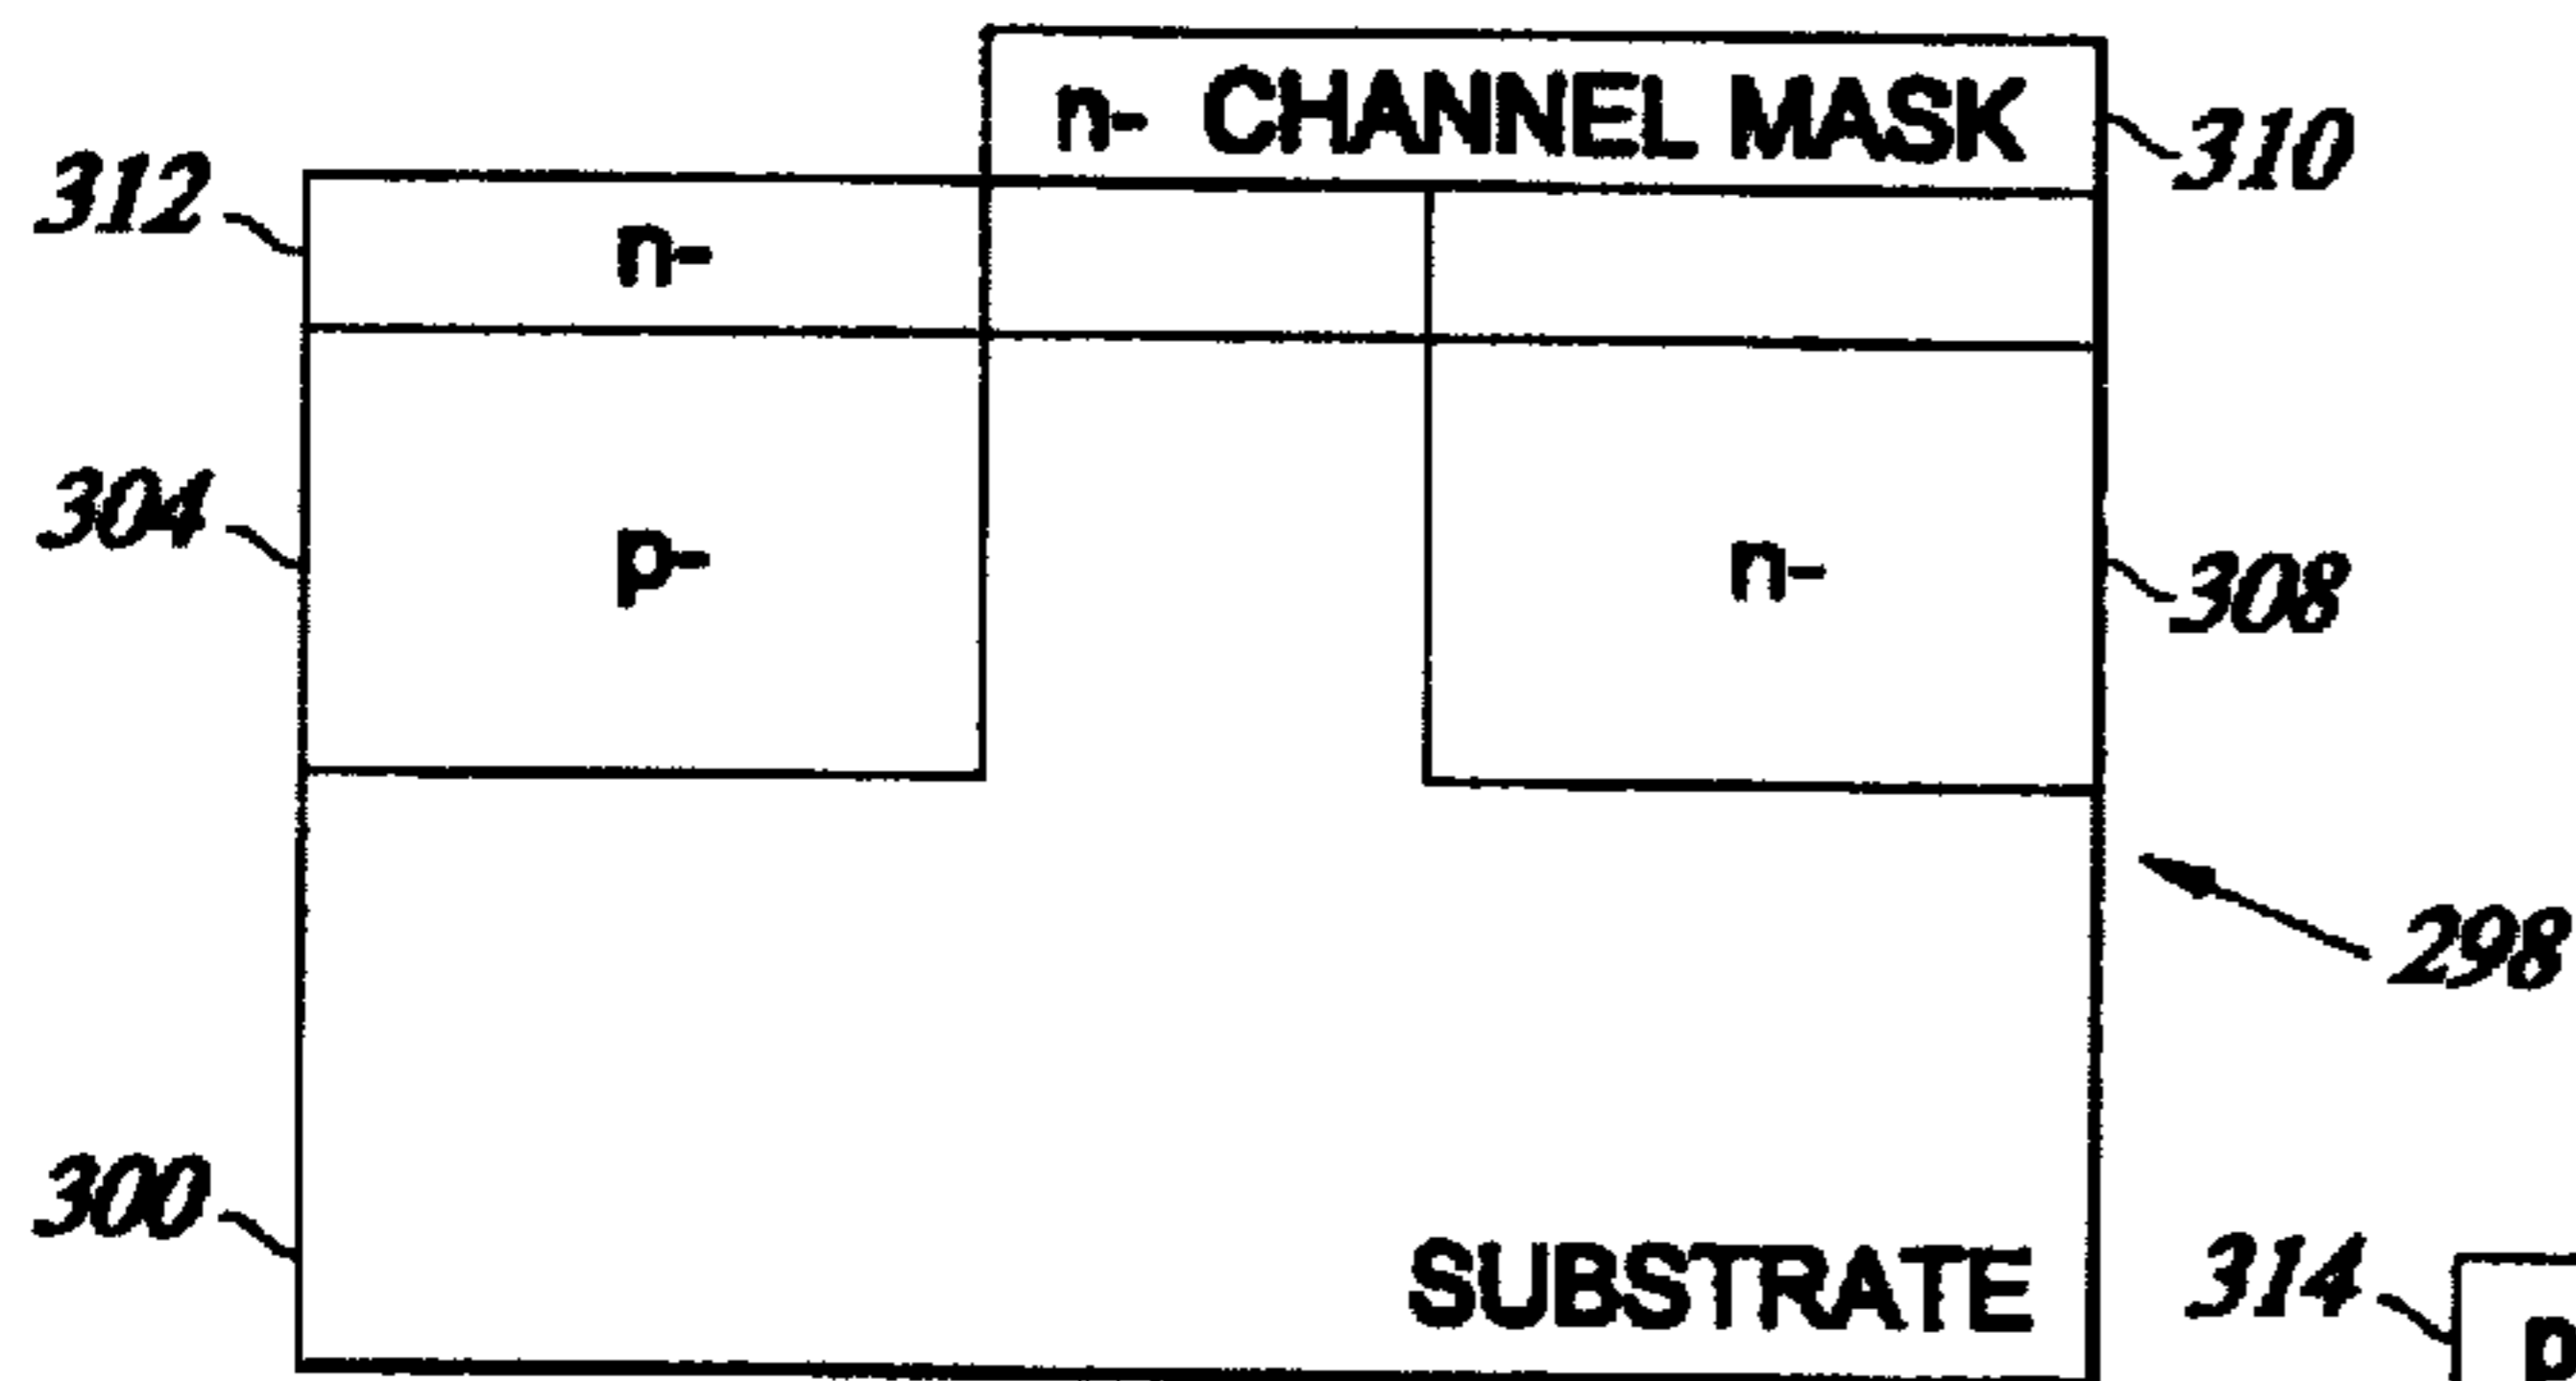 n- CHANNEL MASK
310
312
n-
304
p-
n-
308
298
300
SUBSTRATE
314
p